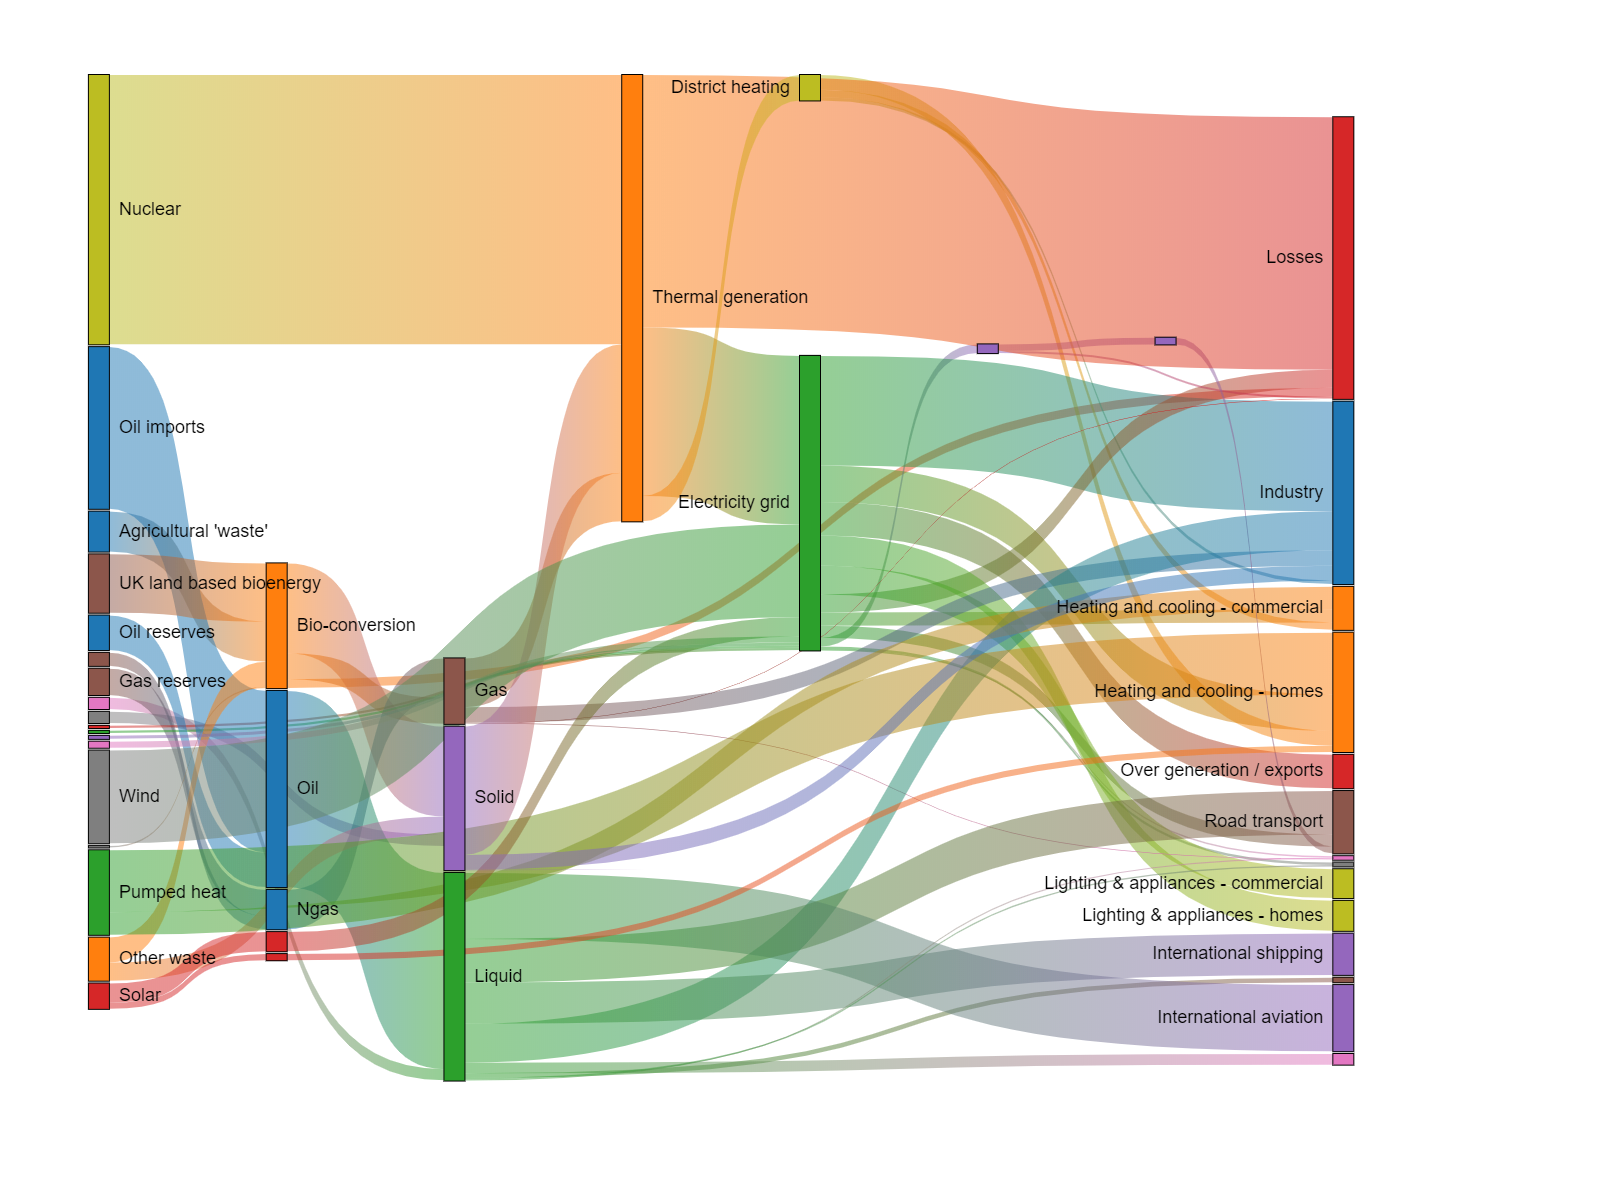 Nuclear
Oil imports
Agricultural 'waste'
UK land based bioenergy
Oil reserves
Gas reserves
Wind
Pumped heat
Other waste
Solar
Bio-conversion
Oil
Ngas
Gas
Solid
Liquid
Thermal generation
District heating
Electricity grid
Losses
Industry
Heating and cooling - commercial
Heating and cooling - homes
Over generation / exports
Road transport
Lighting & appliances - commercial
Lighting & appliances - homes
International shipping
International aviation